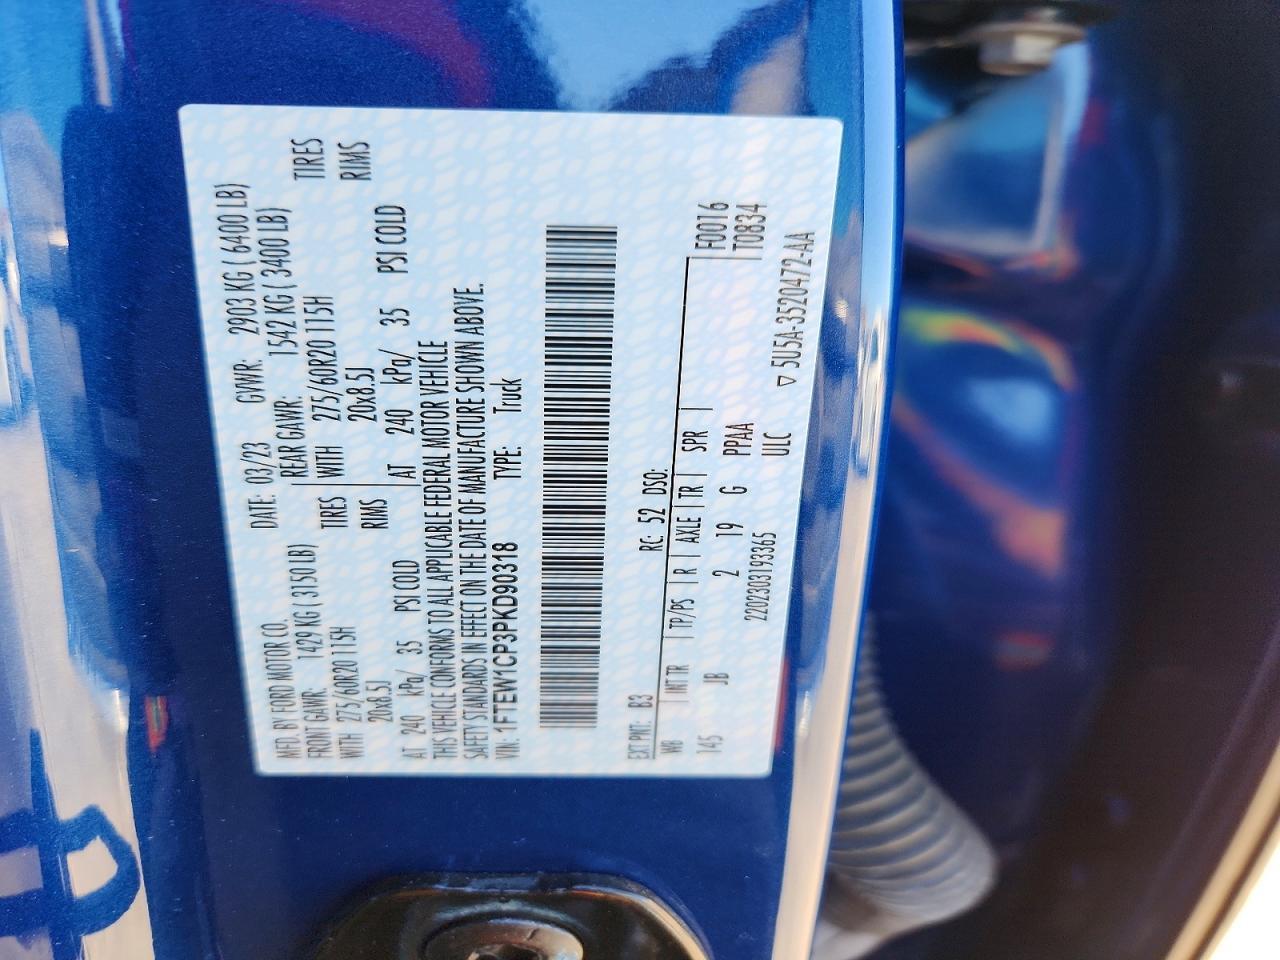 MFD. BY FORD MOTOR CO. DATE: 03/23 GVWR: 2903 KG ( 6400 LB)
FRONT GAWR: 1429 KG ( 3150 LB) REAR GAWR: 1542 KG ( 3400 LB)
WITH 275/60R20 115H TIRES WITH 275/60R20 115H TIRES
20x8.5J RIMS 20x8.5J RIMS
AT 240 kPa/ 35 PSI COLD AT 240 kPa/ 35 PSI COLD
THIS VEHICLE CONFORMS TO ALL APPLICABLE FEDERAL MOTOR VEHICLE
SAFETY STANDARDS IN EFFECT ON THE DATE OF MANUFACTURE SHOWN ABOVE.
VIN: 1FTEW1CP3PKD90318 TYPE: Truck
EXT PNT: B3 RC: 52 DSO:
WB INT TR TP/PS R AXLE TR SPR F0016
145 JB 2 19 G PPAA T0834
ULC
2202303193365 ▽ 5U5A-3520472-AA